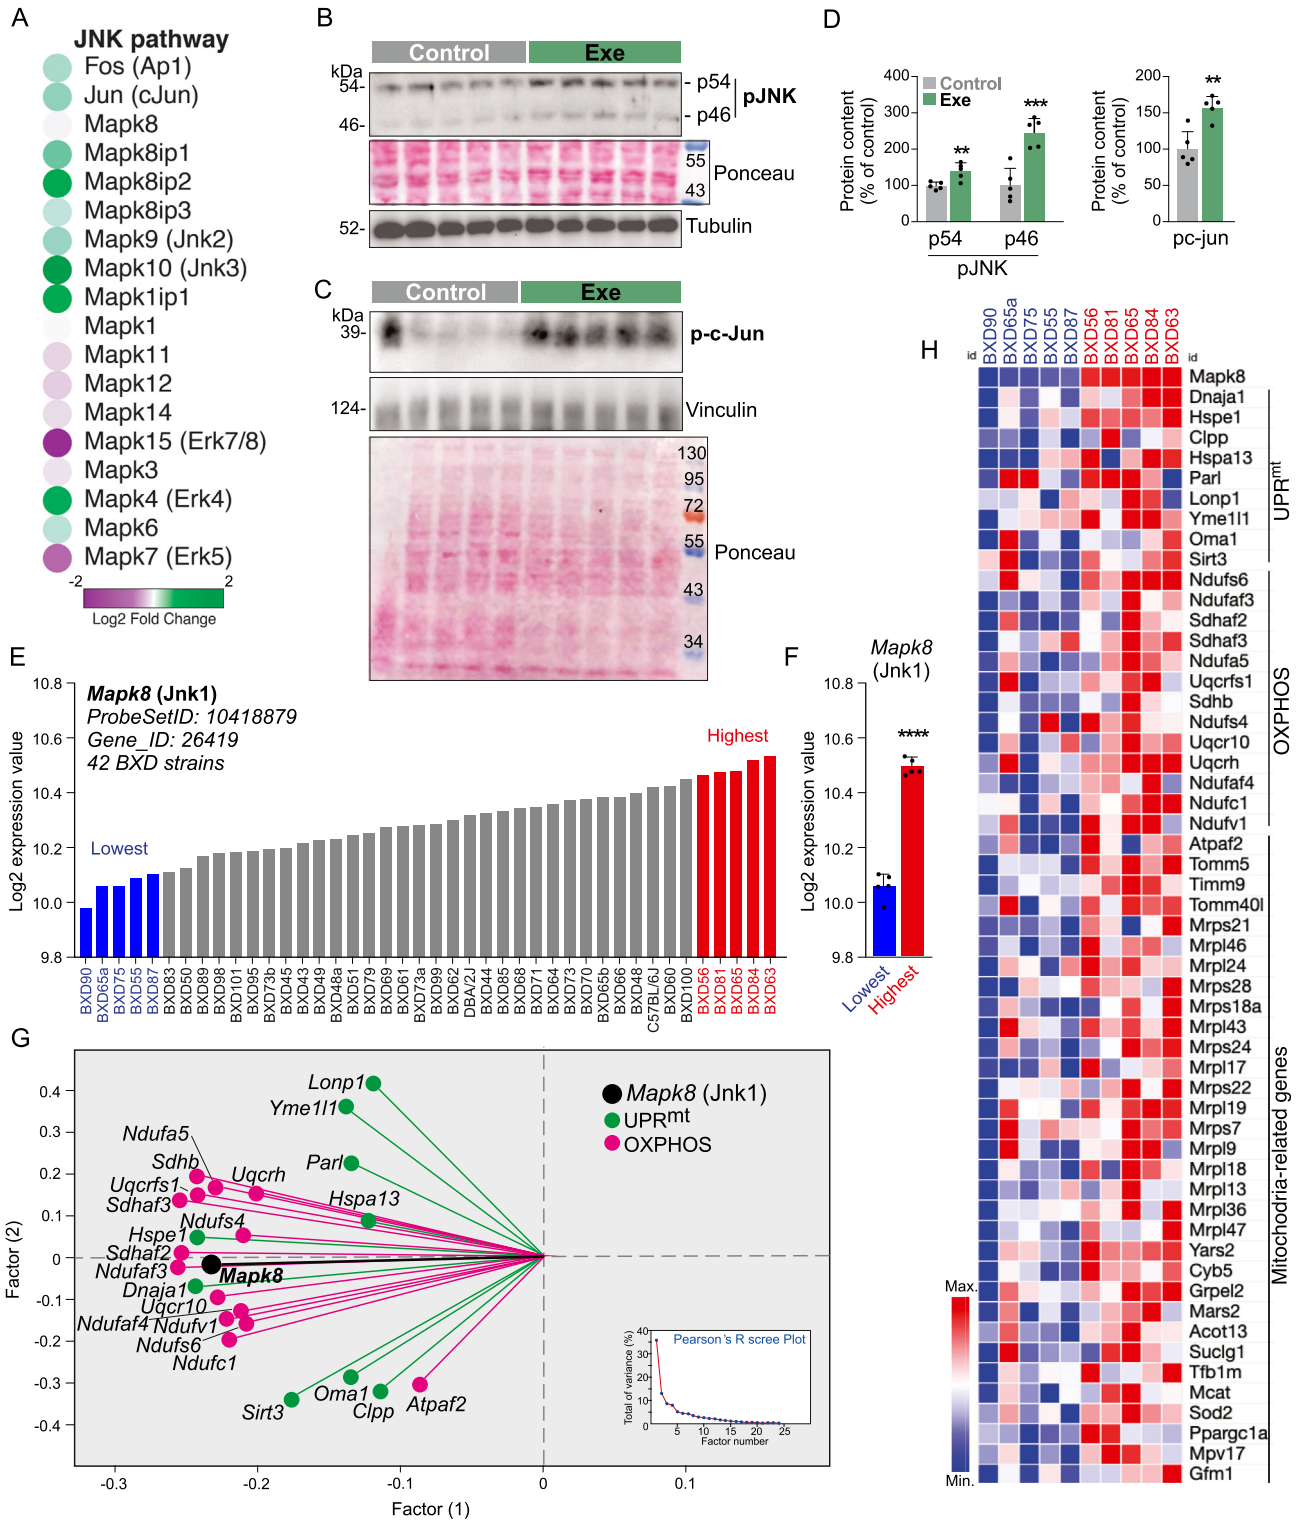 A
JNK pathway
Fos (Ap1)
Jun (cJun)
Mapk8
Mapk8ip1
Mapk8ip2
Mapk8ip3
Mapk9 (Jnk2)
Mapk10 (Jnk3)
Mapk1ip1
Mapk1
Mapk11
Mapk12
Mapk14
Mapk15 (Erk7/8)
Mapk3
Mapk4 (Erk4)
Mapk6
Mapk7 (Erk5)
-2 2
Log2 Fold Change
B
Control Exe
kDa
54-
46-
- p54
- p46
pJNK
55
43
Ponceau
52-
Tubulin
C
Control Exe
kDa
39-
p-c-Jun
124-
Vinculin
130
95
72
55
43
34
Ponceau
D
Protein content
(% of control)
400
300
200
100
0
Control
Exe
**
***
p54 p46
pJNK
Protein content
(% of control)
200
150
100
50
0
**
pc-jun
E
Log2 expression value
10.8
10.6
10.4
10.2
10.0
9.8
Mapk8 (Jnk1)
ProbeSetID: 10418879
Gene_ID: 26419
42 BXD strains
Lowest
Highest
BXD90
BXD65a
BXD75
BXD55
BXD87
BXD83
BXD50
BXD89
BXD98
BXD101
BXD95
BXD73b
BXD45
BXD43
BXD49
BXD48a
BXD51
BXD79
BXD69
BXD61
BXD73a
BXD99
BXD62
DBA/2J
BXD44
BXD85
BXD68
BXD71
BXD64
BXD73
BXD70
BXD65b
BXD66
BXD48
C57BL/6J
BXD60
BXD100
BXD56
BXD81
BXD65
BXD84
BXD63
F
Mapk8
(Jnk1)
Log2 expression value
10.8
10.6
10.4
10.2
10.0
9.8
****
Lowest
Highest
G
Factor (2)
0.4
0.3
0.2
0.1
0
-0.1
-0.2
-0.3
-0.4
-0.3 -0.2 -0.1 0 0.1
Factor (1)
Mapk8 (Jnk1)
UPRmt
OXPHOS
Lonp1
Yme1l1
Ndufa5
Sdhb
Parl
Uqcrh
Uqcrfs1
Sdhaf3
Hspa13
Ndufs4
Hspe1
Sdhaf2
Ndufaf3
Mapk8
Dnaja1
Uqcr10
Ndufaf4
Ndufv1
Ndufs6
Ndufc1
Sirt3
Oma1
Clpp
Atpaf2
Pearson's R scree Plot
Total of variance (%)
40
30
20
10
0
5 10 15 20 25
Factor number
H
id
BXD90
BXD65a
BXD75
BXD55
BXD87
BXD56
BXD81
BXD65
BXD84
BXD63
id
Mapk8
Dnaja1
Hspe1
Clpp
Hspa13
Parl
Lonp1
Yme1l1
Oma1
Sirt3
Ndufs6
Ndufaf3
Sdhaf2
Sdhaf3
Ndufa5
Uqcrfs1
Sdhb
Ndufs4
Uqcr10
Uqcrh
Ndufaf4
Ndufc1
Ndufv1
Atpaf2
Tomm5
Timm9
Tomm40l
Mrps21
Mrpl46
Mrpl24
Mrps28
Mrps18a
Mrpl43
Mrps24
Mrpl17
Mrps22
Mrpl19
Mrps7
Mrpl9
Mrpl18
Mrpl13
Mrpl36
Mrpl47
Yars2
Cyb5
Grpel2
Mars2
Acot13
Suclg1
Tfb1m
Mcat
Sod2
Ppargc1a
Mpv17
Gfm1
UPRmt
OXPHOS
Mitochodria-related genes
Max.
Min.